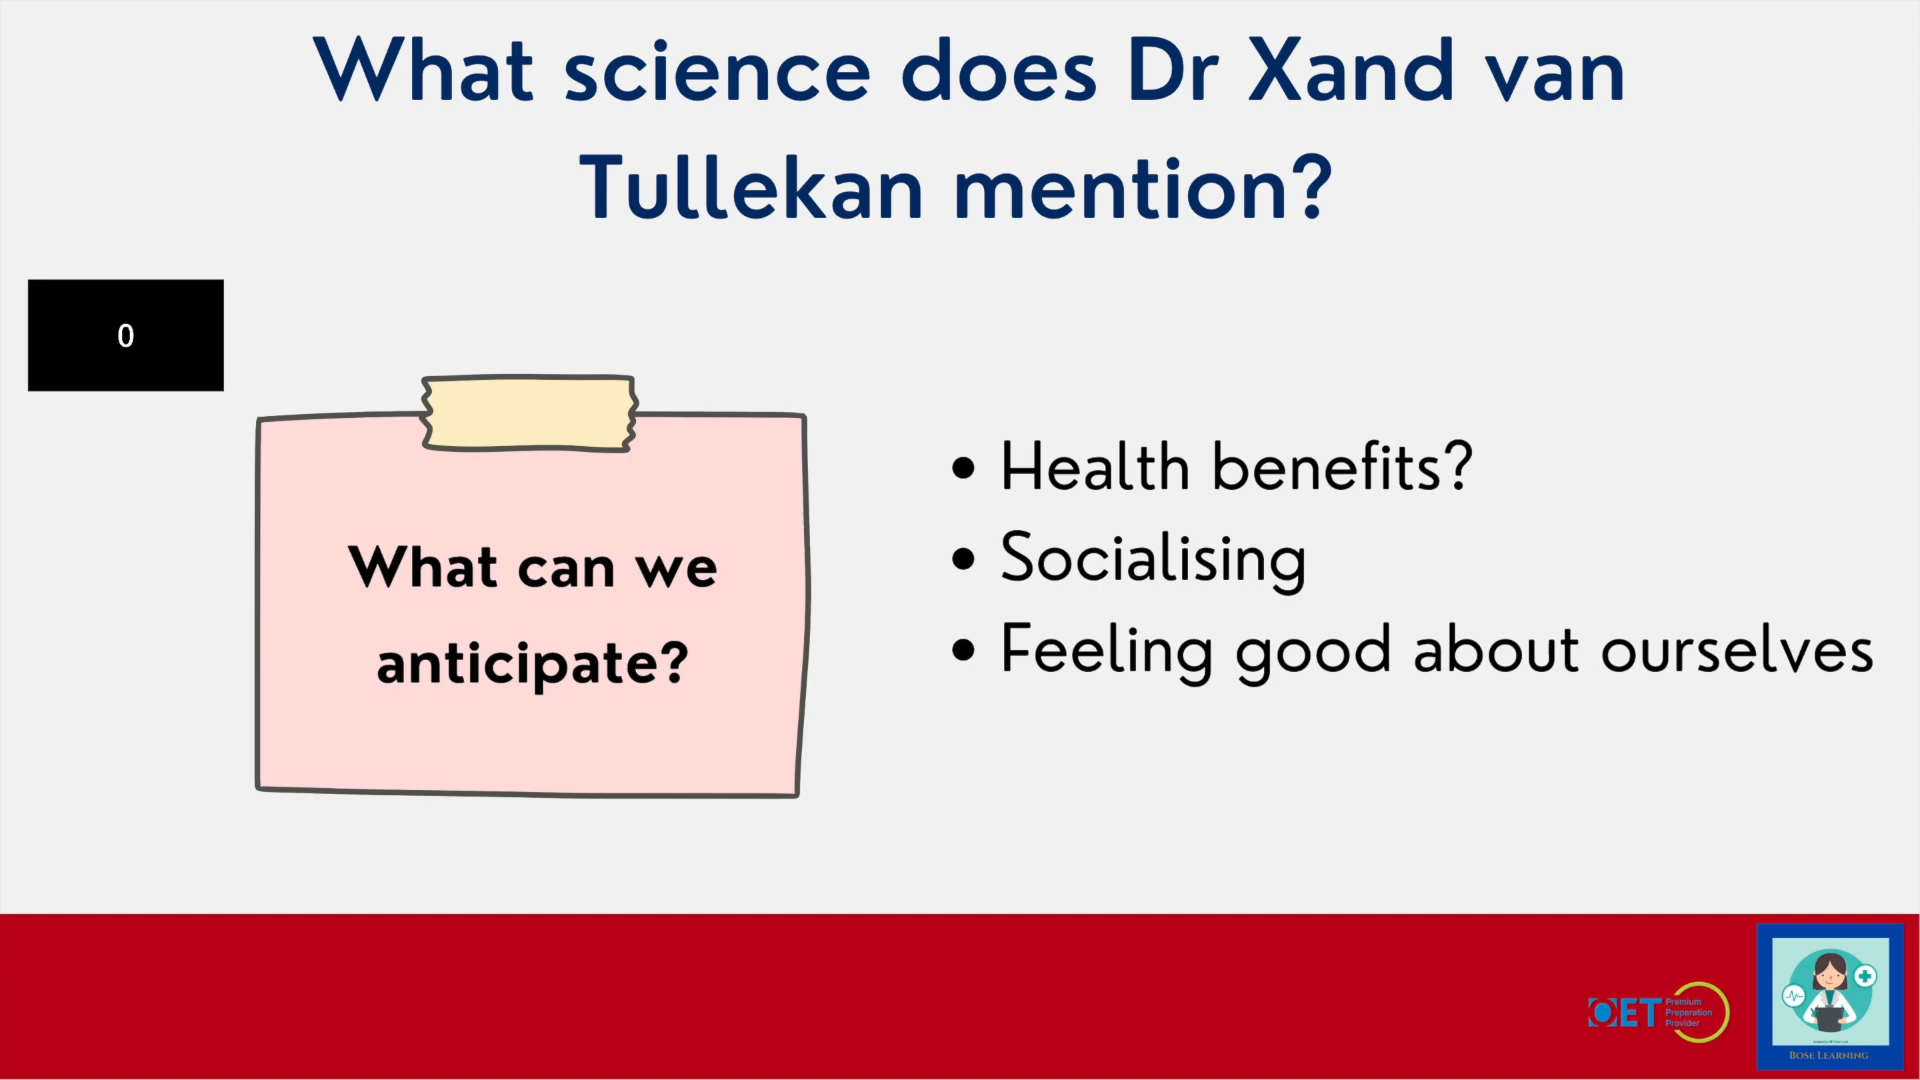 What science does Dr Xand van
Tullekan mention?
0
What can we
anticipate?
• Health benefits?
• Socialising
• Feeling good about ourselves
OET Premium
Preparation
Provider
BOSE LEARNING